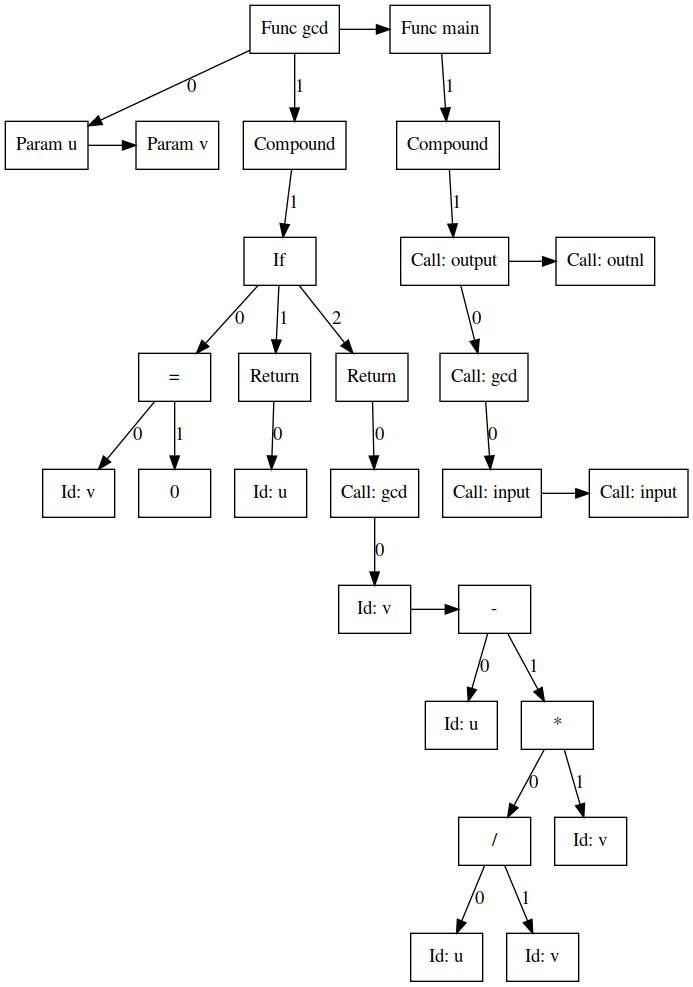 Func gcd
Func main
0
1
1
Param u
Param v
Compound
Compound
1
1
If
Call: output
Call: outnl
0
1
2
0
=
Return
Return
Call: gcd
0
1
0
0
0
Id: v
0
Id: u
Call: gcd
Call: input
Call: input
0
Id: v
-
0
1
Id: u
*
0
1
/
Id: v
0
1
Id: u
Id: v